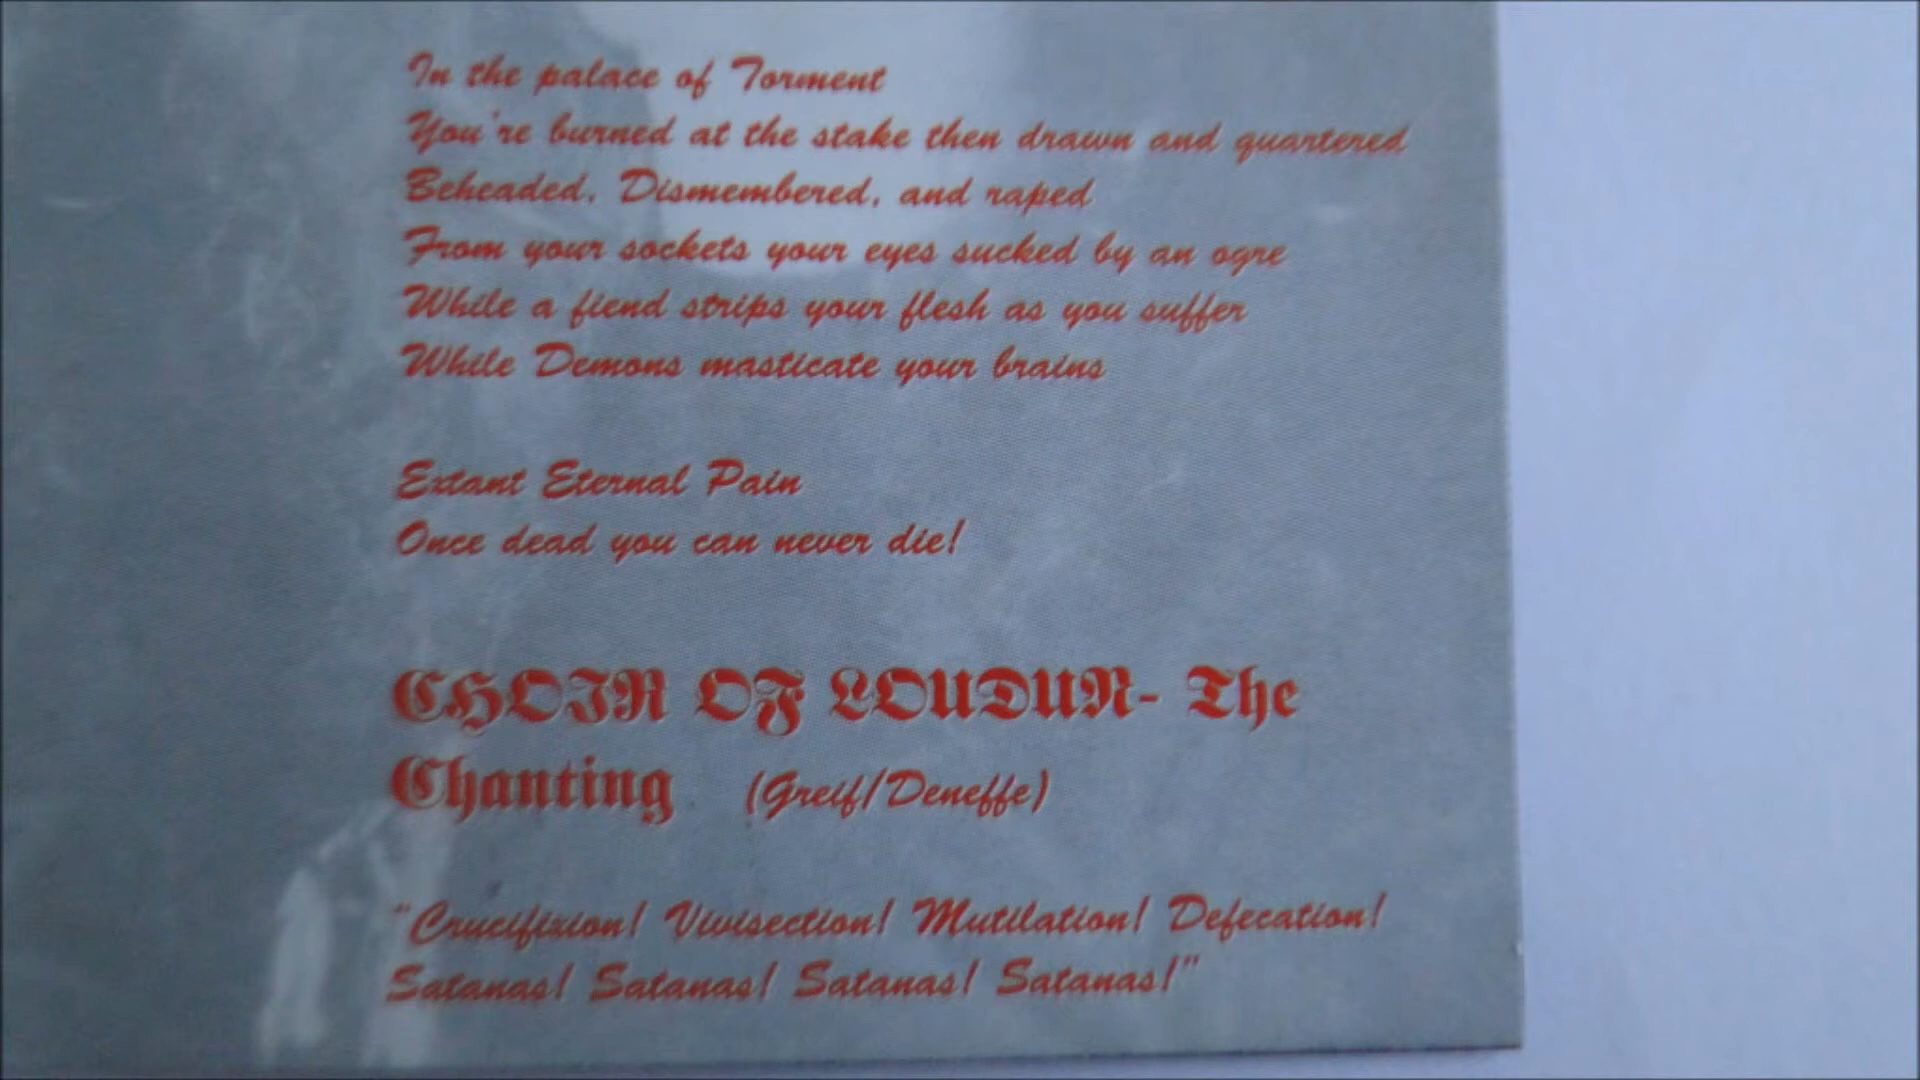 In the palace of Torment
You're burned at the stake then drawn and quartered
Beheaded, Dismembered, and raped
From your sockets your eyes sucked by an ogre
While a fiend strips your flesh as you suffer
While Demons masticate your brains
Extant Eternal Pain
Once dead you can never die!
CHOIR OF LOUDUN- The
Chanting (Greif/Deneffe)
"Crucifixion! Vivisection! Mutilation! Defecation!
Satanas! Satanas! Satanas! Satanas!"